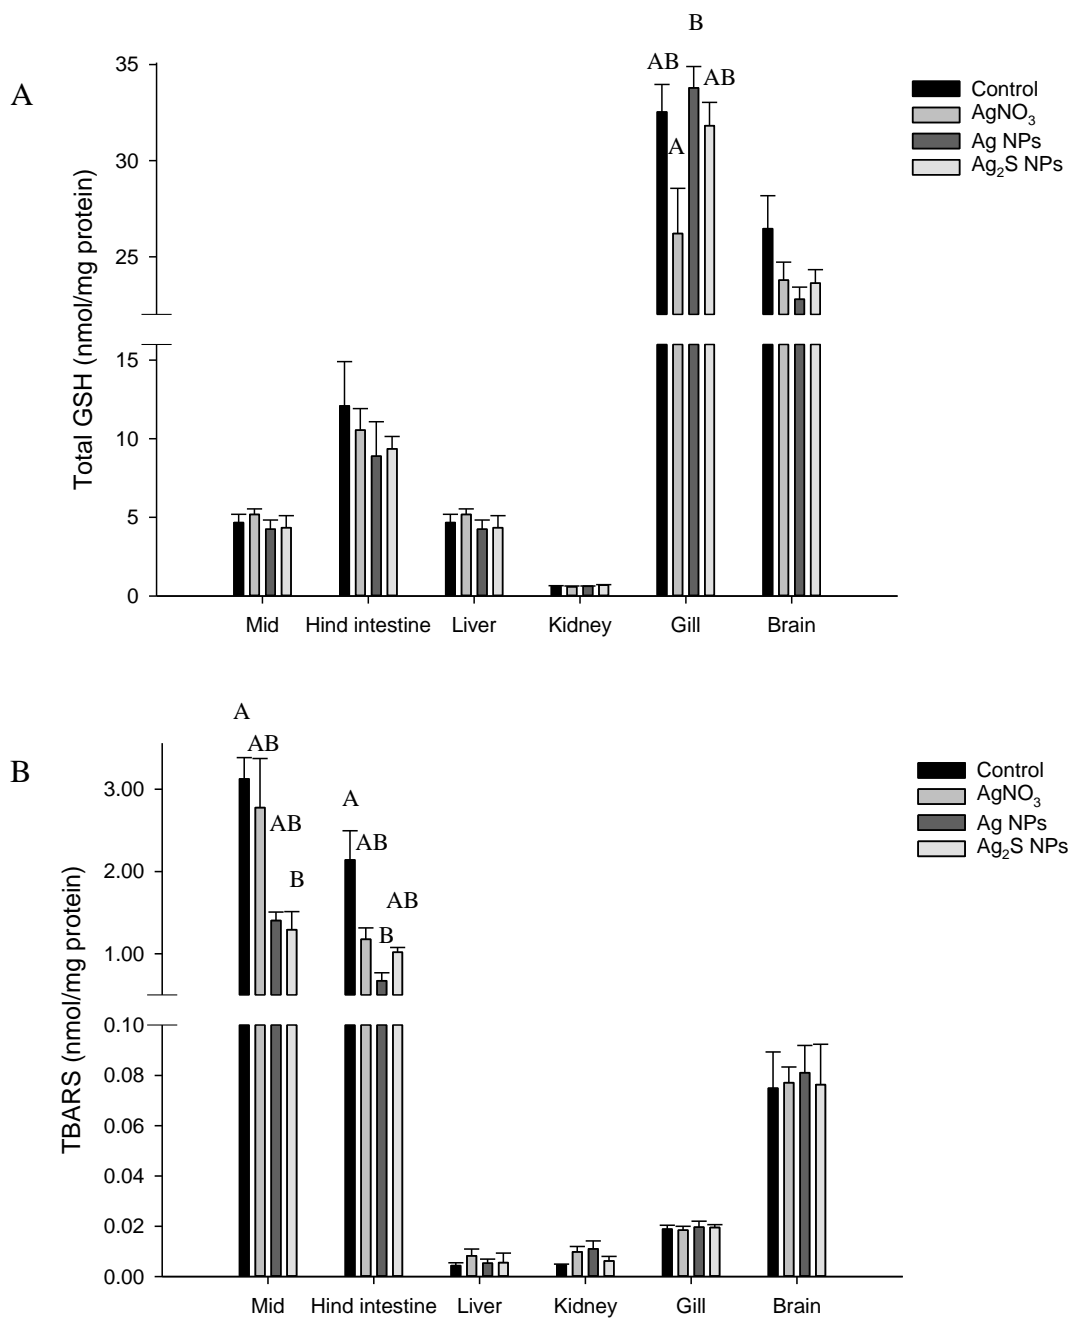 B
35
AB
AB
A
Control
AgNO3
A
30
Ag NPs
Ag2S NPs
25
Total GSH (nmol/mg protein)
15
10
5
0
Mid Hind intestine Liver Kidney Gill Brain
A
AB
B
Control
3.00
AgNO3
A
AB
Ag NPs
AB
Ag2S NPs
2.00
B
AB
B
1.00
TBARS (nmol/mg protein)
0.10
0.08
0.06
0.04
0.02
0.00
Mid Hind intestine Liver Kidney Gill Brain